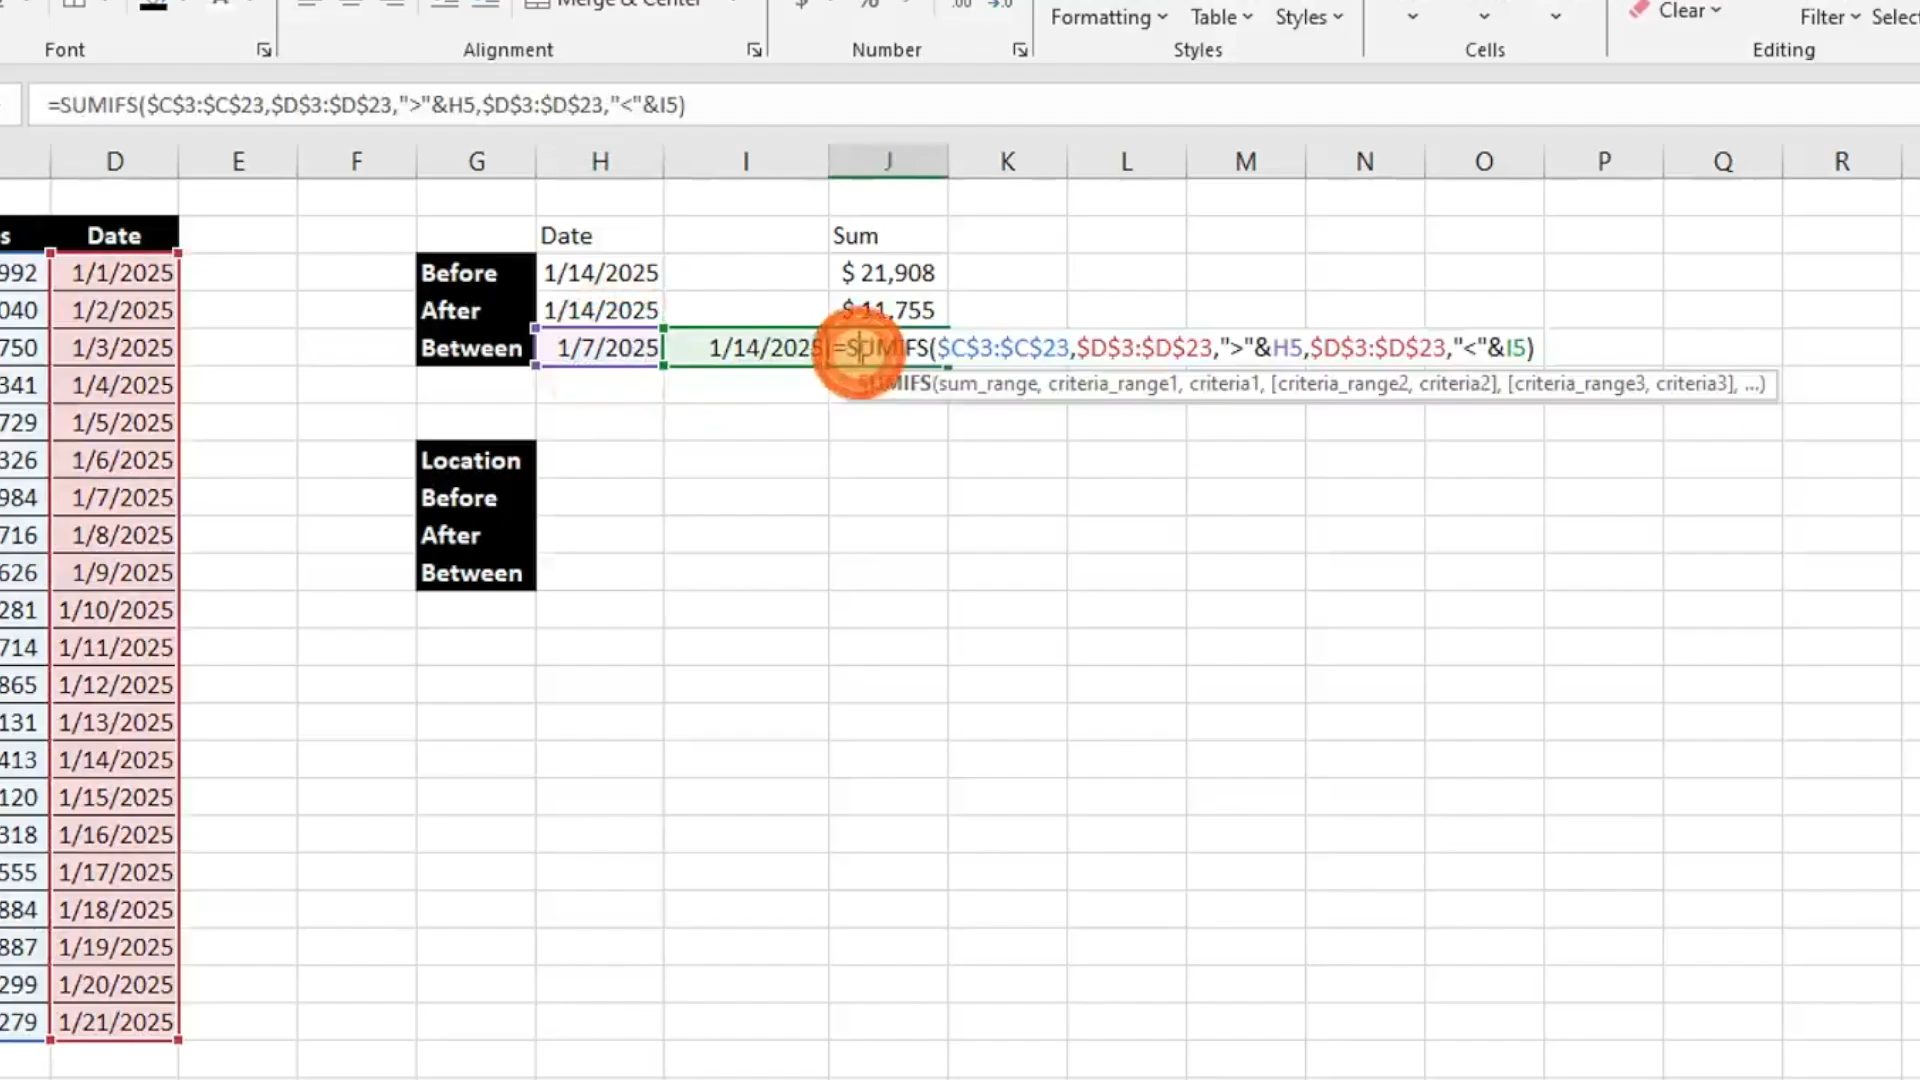 Merge & Center
Formatting Table Styles Clear Filter Select
Font Alignment Number Styles Cells Editing
=SUMIFS($C$3:$C$23,$D$3:$D$23,">"&H5,$D$3:$D$23,"<"&I5)
D E F G H I J K L M N O P Q R
s Date Date Sum
992 1/1/2025 Before 1/14/2025 $ 21,908
040 1/2/2025 After 1/14/2025 $ 11,755
750 1/3/2025 Between 1/7/2025 1/14/2025 =SUMIFS($C$3:$C$23,$D$3:$D$23,">"&H5,$D$3:$D$23,"<"&I5)
341 1/4/2025 SUMIFS(sum_range, criteria_range1, criteria1, [criteria_range2, criteria2], [criteria_range3, criteria3], ...)
729 1/5/2025
326 1/6/2025 Location
984 1/7/2025 Before
716 1/8/2025 After
626 1/9/2025 Between
281 1/10/2025
714 1/11/2025
865 1/12/2025
131 1/13/2025
413 1/14/2025
120 1/15/2025
318 1/16/2025
555 1/17/2025
884 1/18/2025
887 1/19/2025
299 1/20/2025
279 1/21/2025